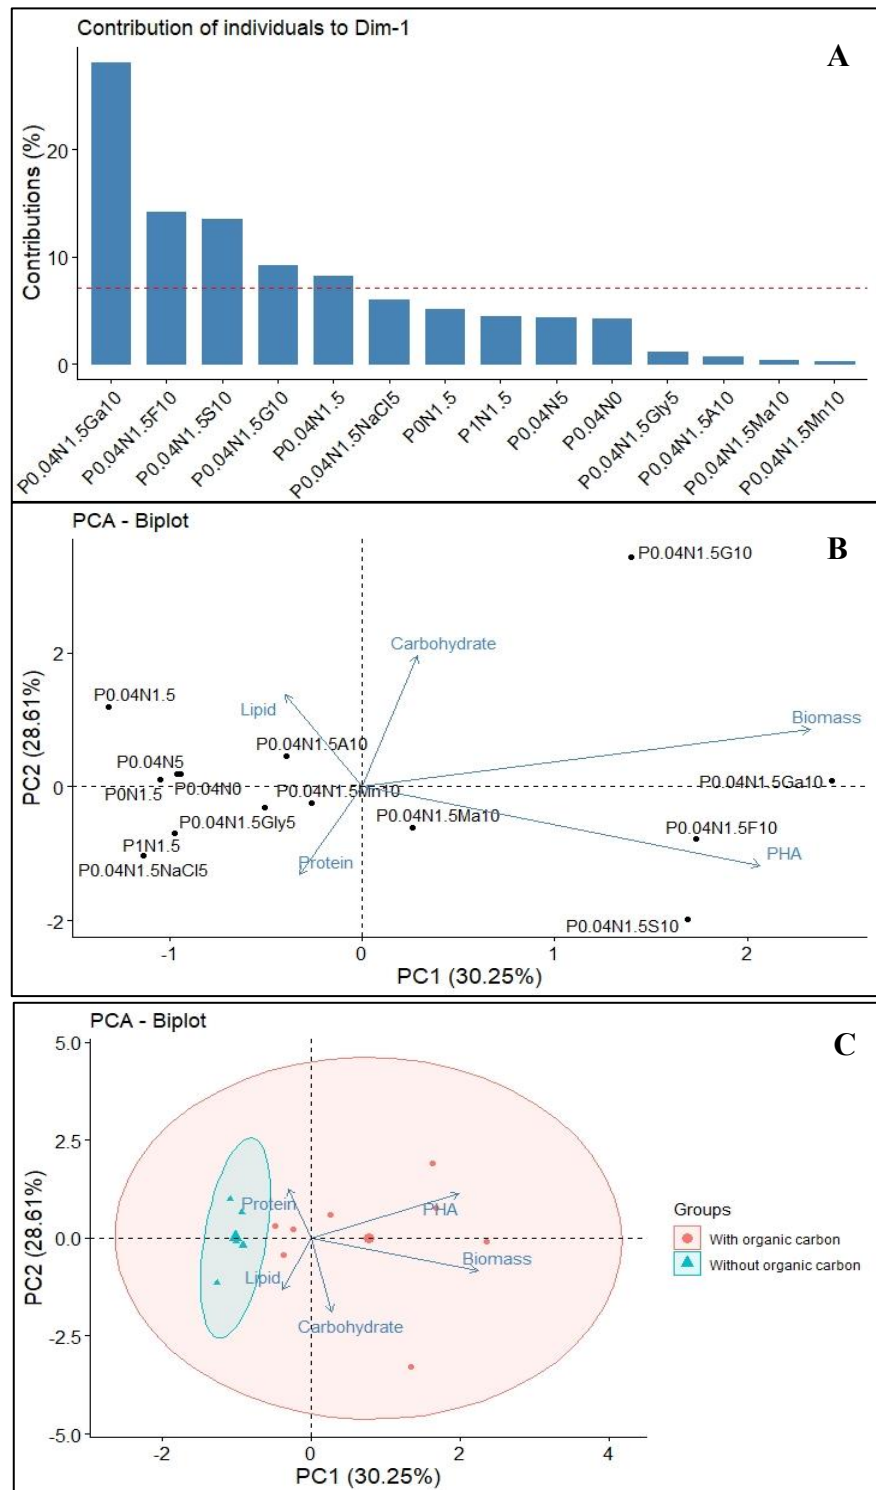 Contribution of individuals to Dim-1
A
Contributions (%)
20
10
0
P0.04N1.5Ga10
P0.04N1.5F10
P0.04N1.5S10
P0.04N1.5G10
P0.04N1.5
P0.04N1.5NaCl5
P0N1.5
P1N1.5
P0.04N5
P0.04N0
P0.04N1.5Gly5
P0.04N1.5A10
P0.04N1.5Ma10
P0.04N1.5Mn10
PCA - Biplot
B
P0.04N1.5G10
Carbohydrate
2
P0.04N1.5
Lipid
Biomass
P0.04N1.5A10
P0.04N5
PC2 (28.61%)
0
P0N1.5
P0.04N0
P0.04N1.5Mn10
P0.04N1.5Ga10
P0.04N1.5Gly5
P0.04N1.5Ma10
P0.04N1.5F10
P1N1.5
PHA
P0.04N1.5NaCl5
Protein
P0.04N1.5S10
-2
-1
0
1
2
PC1 (30.25%)
PCA - Biplot
C
5.0
2.5
Protein
PHA
PC2 (28.61%)
0.0
Biomass
Lipid
Carbohydrate
-2.5
-5.0
-2
0
2
4
PC1 (30.25%)
Groups
With organic carbon
Without organic carbon